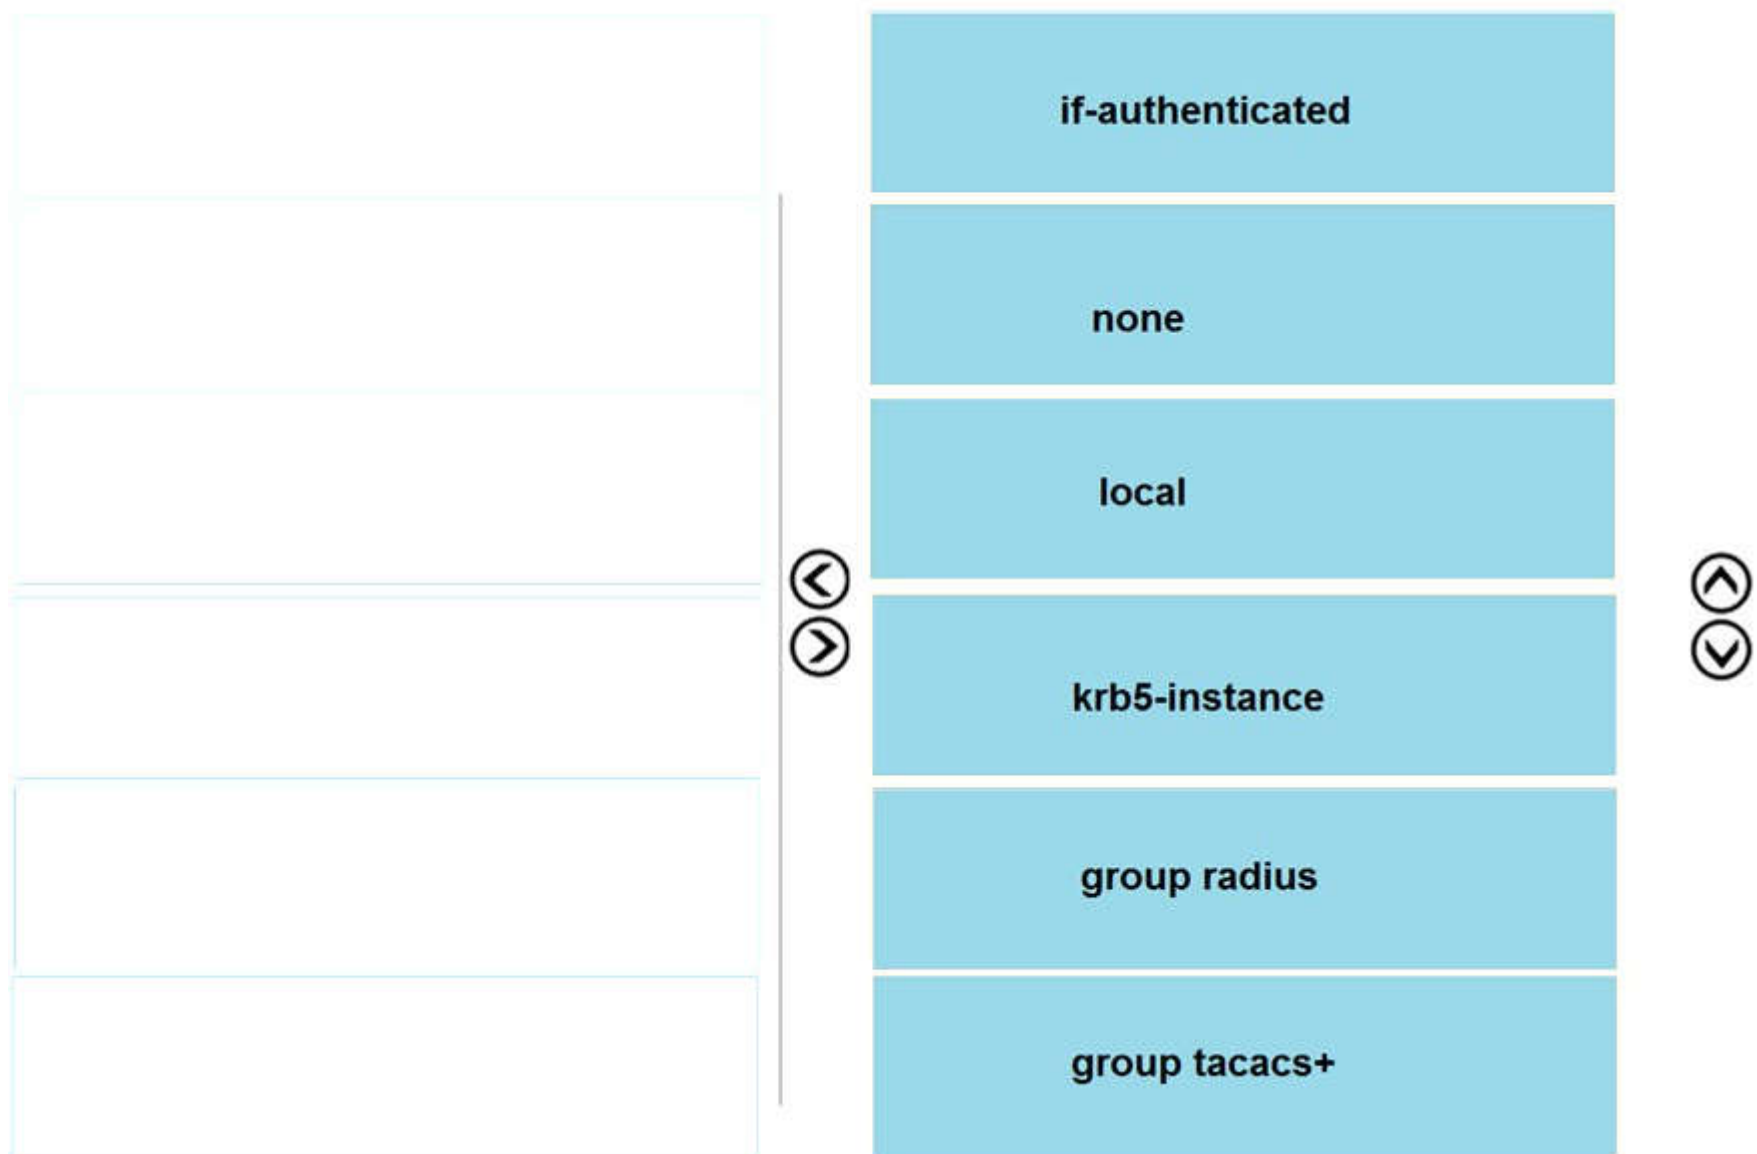 if-authenticated
none
local
krb5-instance
group radius
group tacacs+